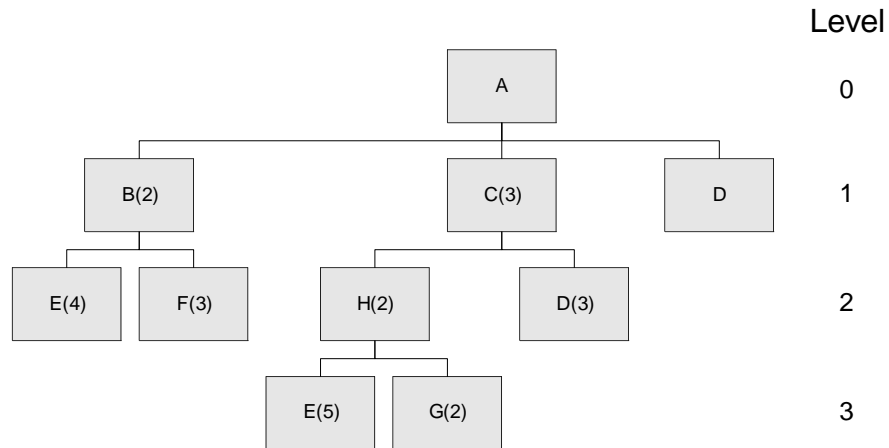 Level
A
0
B(2)
C(3)
D
1
E(4)
F(3)
H(2)
D(3)
2
E(5)
G(2)
3